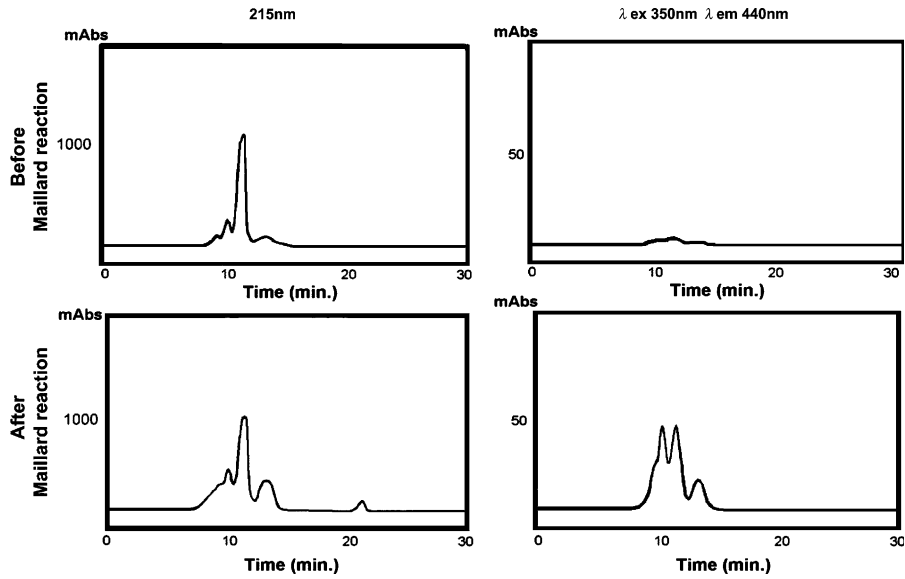 215nm
λ ex 350nm λ em 440nm
mAbs
mAbs
Before
Maillard reaction
1000
50
0 10 20 30
0 10 20 30
Time (min.)
Time (min.)
mAbs
mAbs
After
Maillard reaction
1000
50
0 10 20 30
0 10 20 30
Time (min.)
Time (min.)